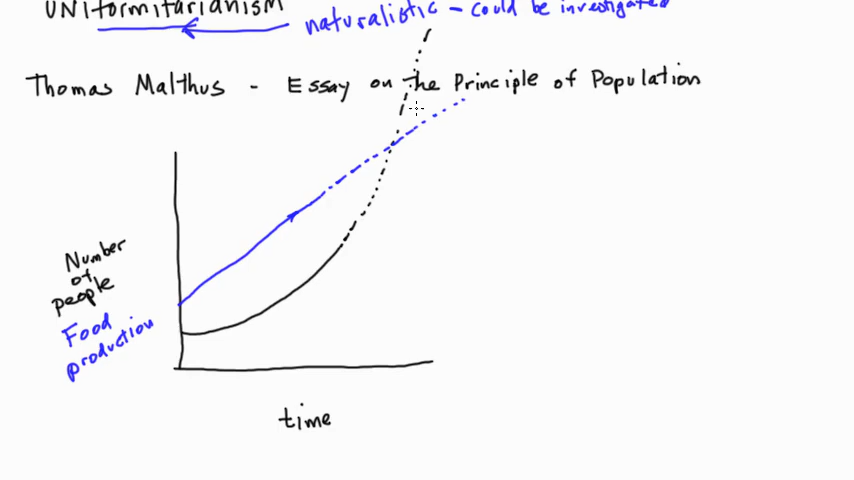 UNiformitarianism naturalistic - could be investigated
Thomas Malthus - Essay on the Principle of Population
Number
of
people
Food
production
time